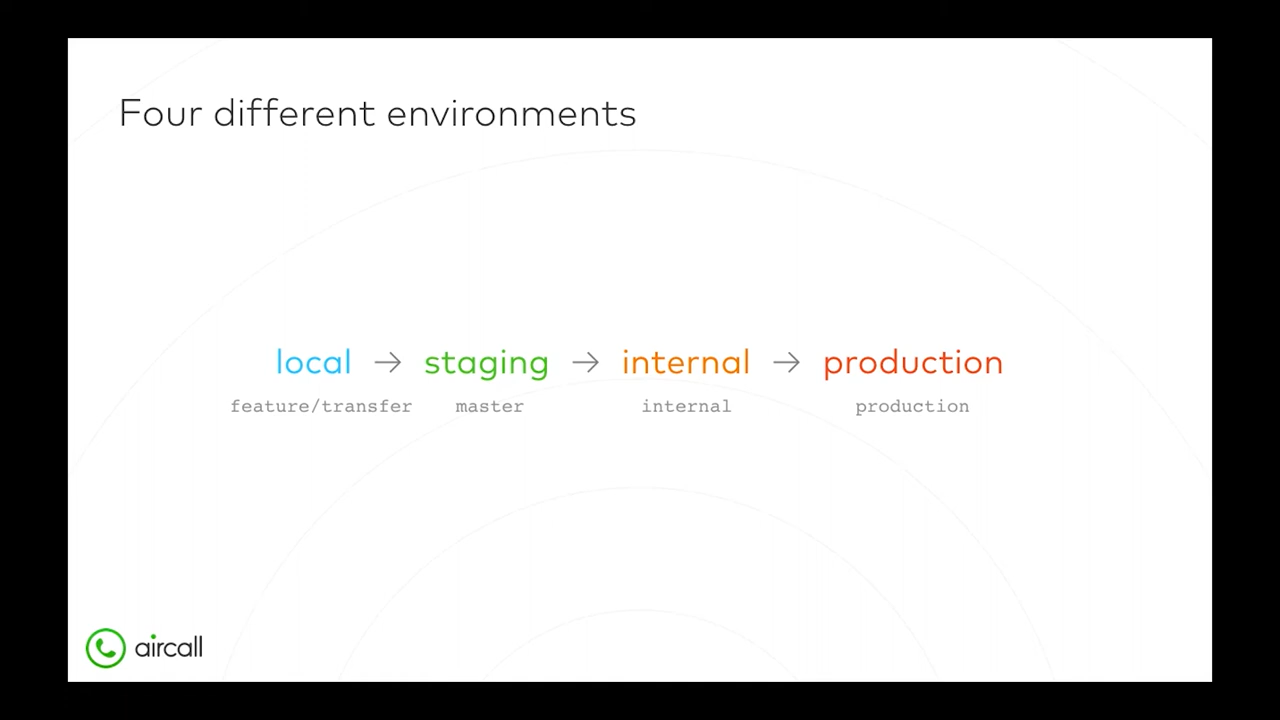 Four different environments
local → staging → internal → production
feature/transfer master internal production
aircall